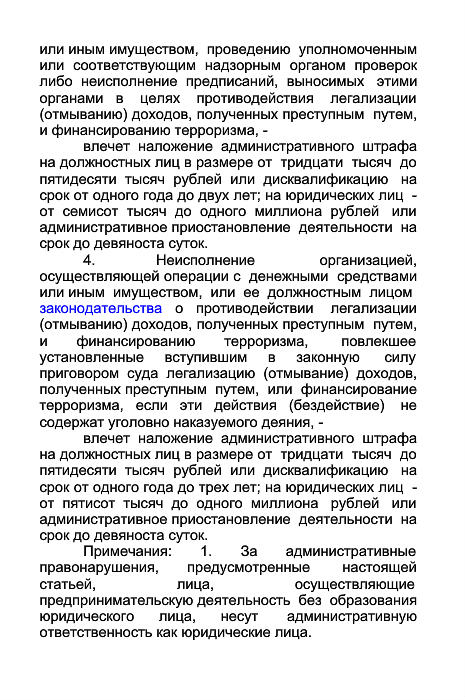 или иным имуществом, проведению уполномоченным
или соответствующим надзорным органом проверок
либо неисполнение предписаний, выносимых этими
органами в целях противодействия легализации
(отмыванию) доходов, полученных преступным путем,
и финансированию терроризма, -
влечет наложение административного штрафа
на должностных лиц в размере от тридцати тысяч до
пятидесяти тысяч рублей или дисквалификацию на
срок от одного года до двух лет; на юридических лиц -
от семисот тысяч до одного миллиона рублей или
административное приостановление деятельности на
срок до девяноста суток.
4. Неисполнение организацией,
осуществляющей операции с денежными средствами
или иным имуществом, или ее должностным лицом
законодательства о противодействии легализации
(отмыванию) доходов, полученных преступным путем,
и финансированию терроризма, повлекшее
установленные вступившим в законную силу
приговором суда легализацию (отмывание) доходов,
полученных преступным путем, или финансирование
терроризма, если эти действия (бездействие) не
содержат уголовно наказуемого деяния, -
влечет наложение административного штрафа
на должностных лиц в размере от тридцати тысяч до
пятидесяти тысяч рублей или дисквалификацию на
срок от одного года до трех лет; на юридических лиц -
от пятисот тысяч до одного миллиона рублей или
административное приостановление деятельности на
срок до девяноста суток.
Примечания: 1. За административные
правонарушения, предусмотренные настоящей
статьей, лица, осуществляющие
предпринимательскую деятельность без образования
юридического лица, несут административную
ответственность как юридические лица.